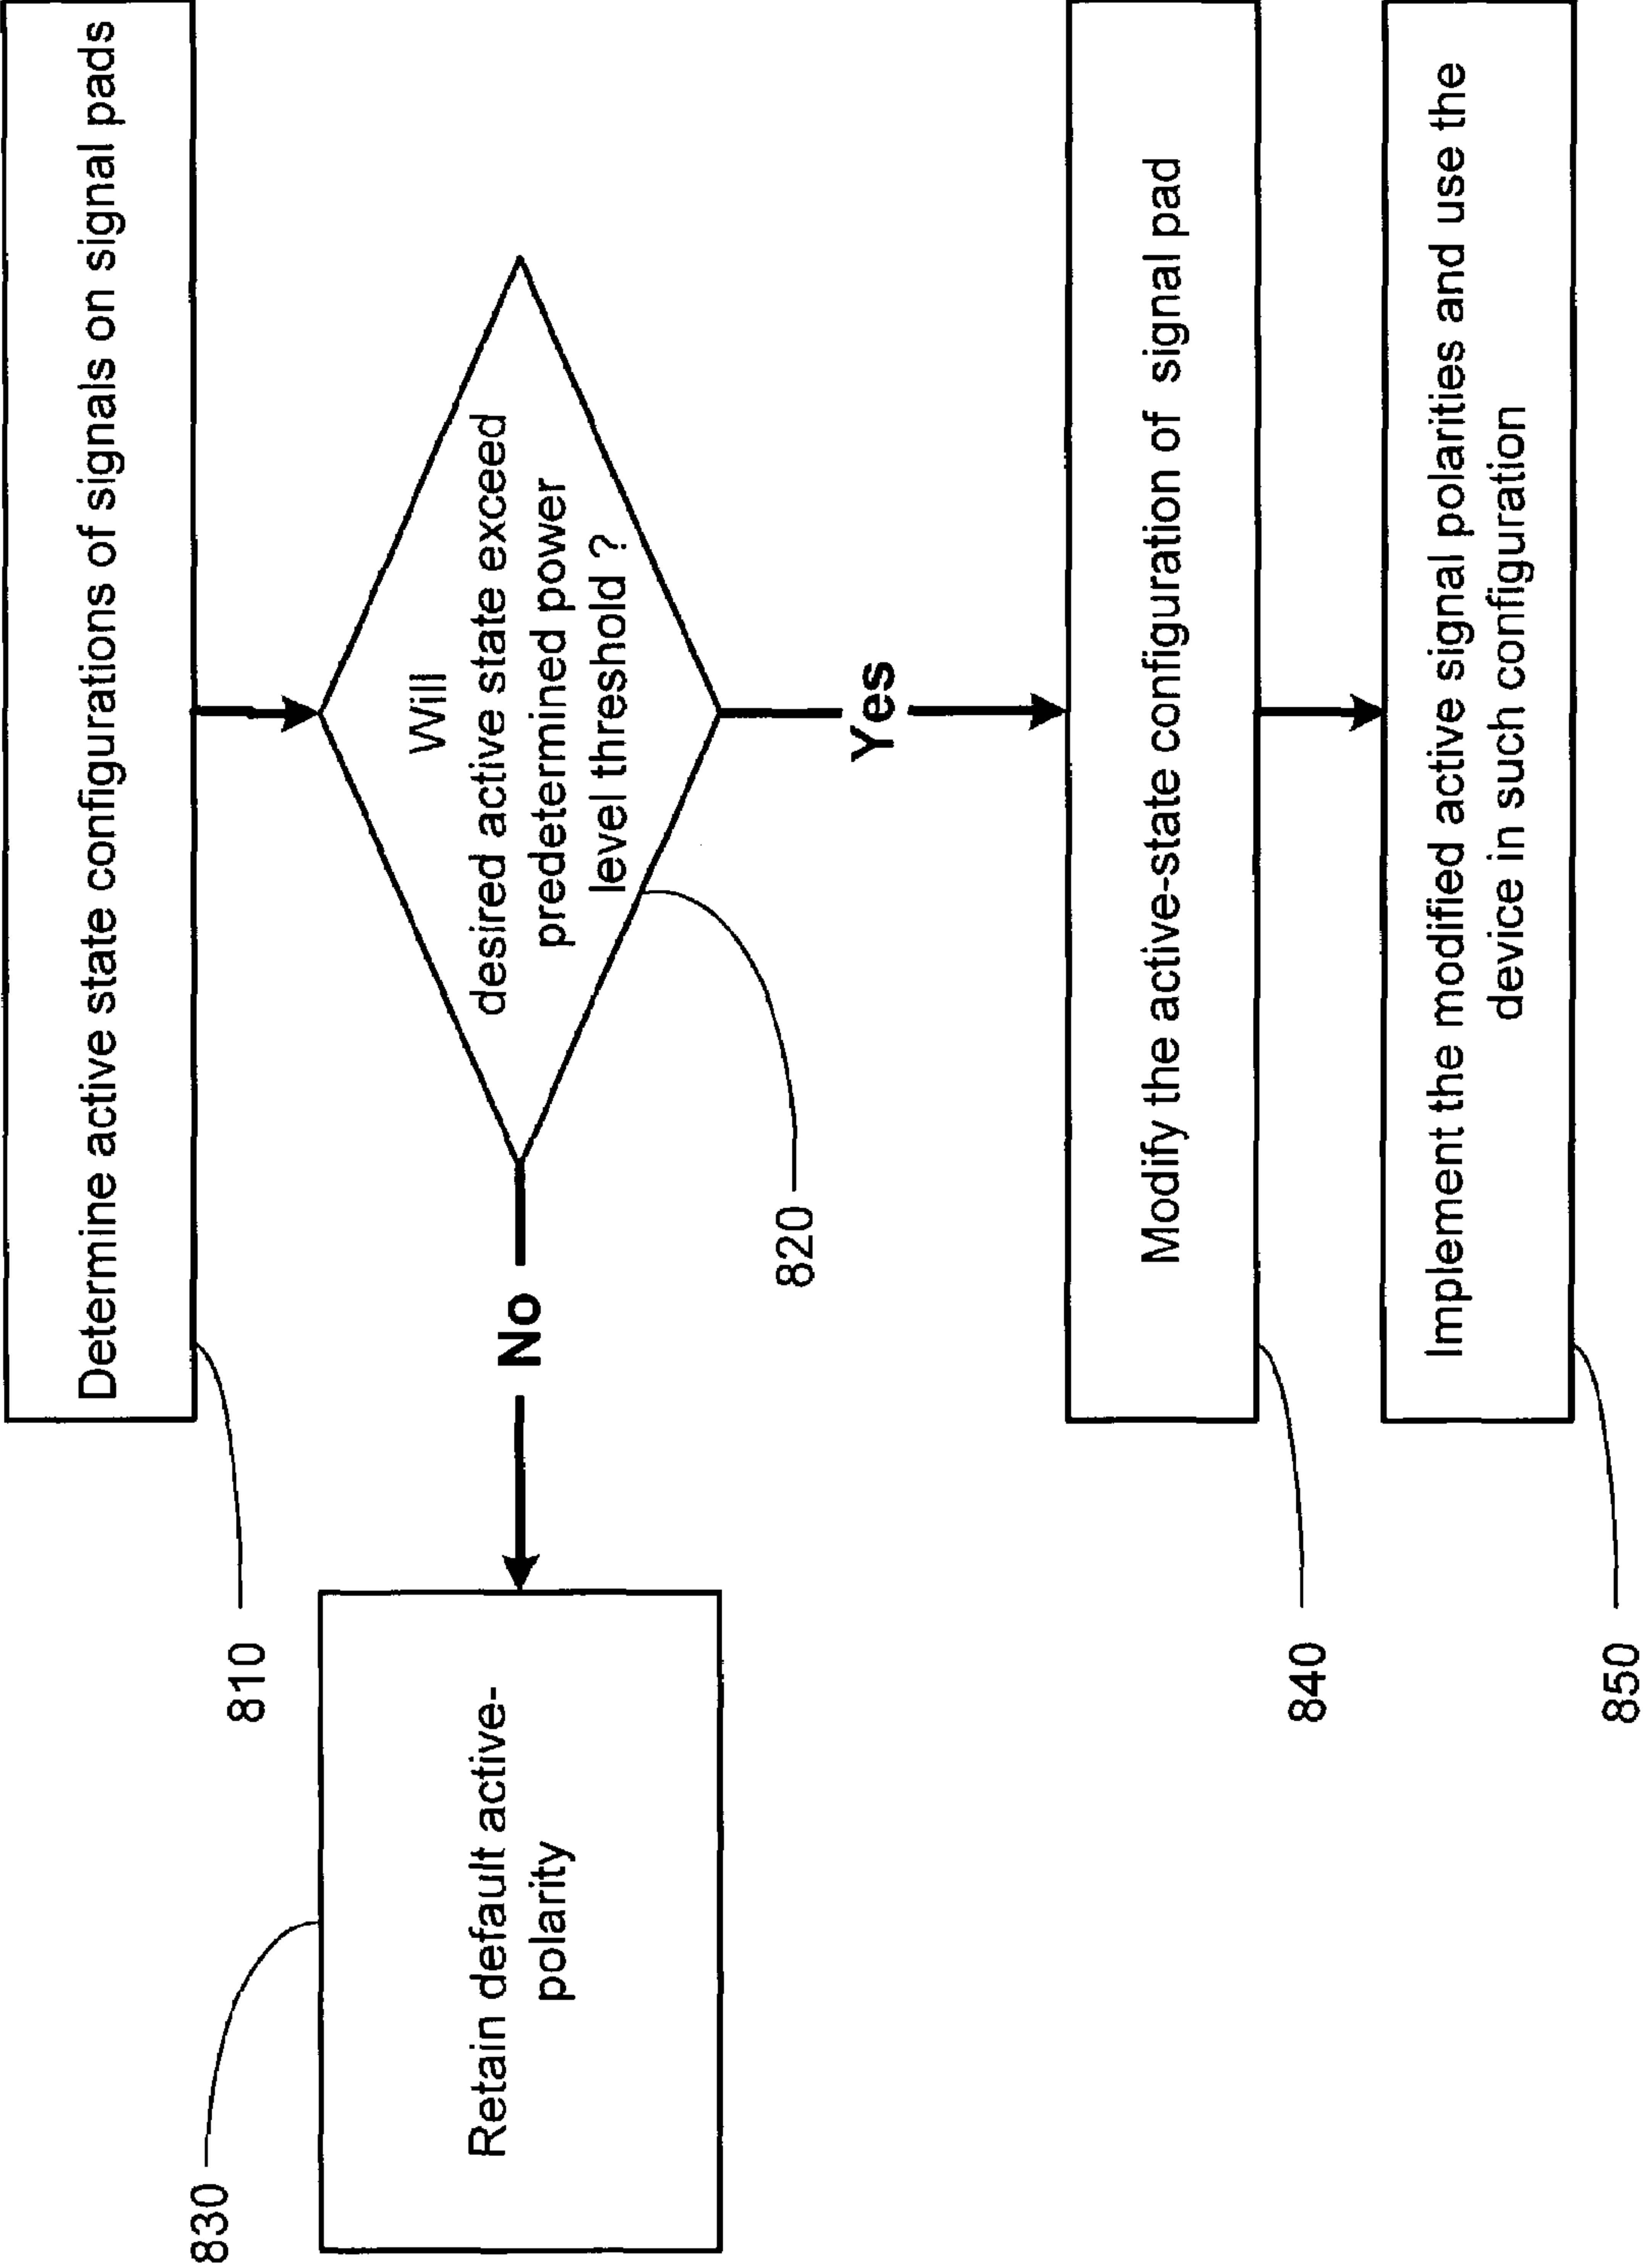 Determine active state configurations of signals on signal pads
810
Will
desired active state exceed
predetermined power
level threshold ?
820
No
Retain default active-
polarity
830
Yes
Modify the active-state configuration of signal pad
840
Implement the modified active signal polarities and use the
device in such configuration
850